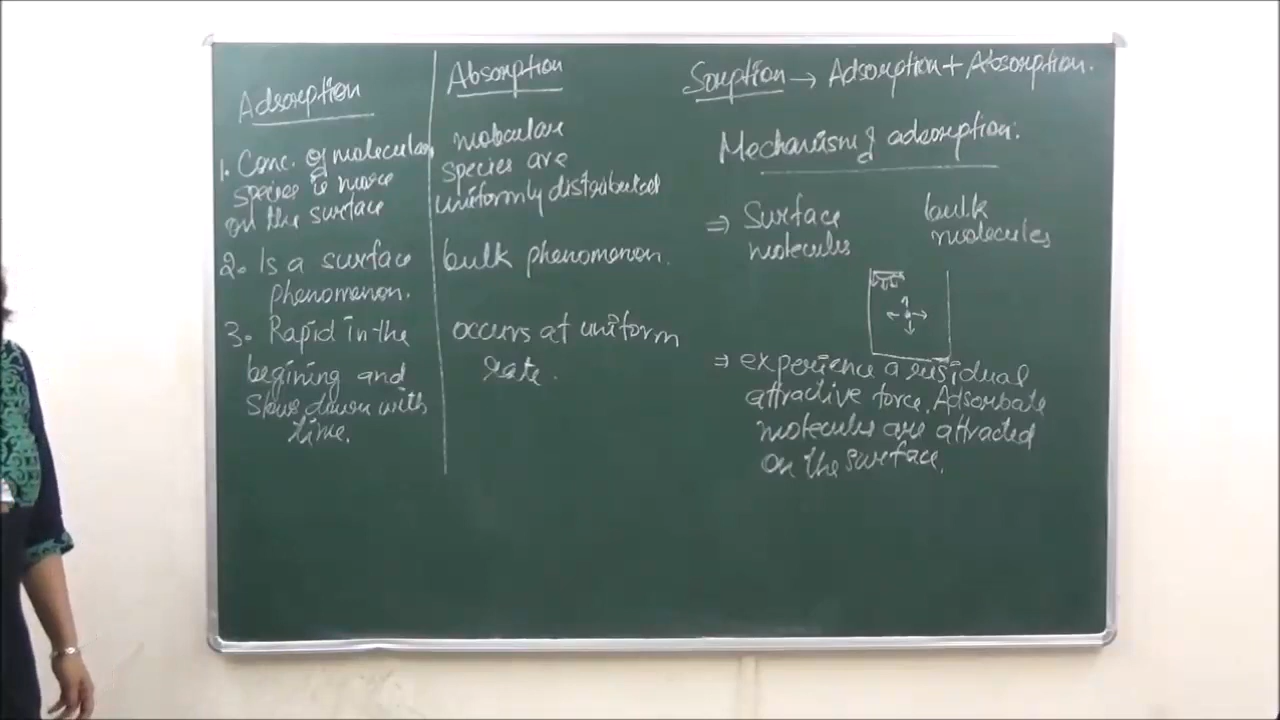 Adsorption
1. Conc. of molecular
species is more
on the surface
2. Is a surface
phenomenon.
3. Rapid in the
begining and
slows down with
time.
Absorption
molecular
species are
uniformly distributed
bulk phenomenon.
occurs at uniform
rate.
Sorption → Adsorption + Absorption.
Mechanism of adsorption:
⇒ Surface
molecules
bulk
molecules
⇒ experience a residual
attractive force. Adsorbate
molecules are attracted
on the surface.